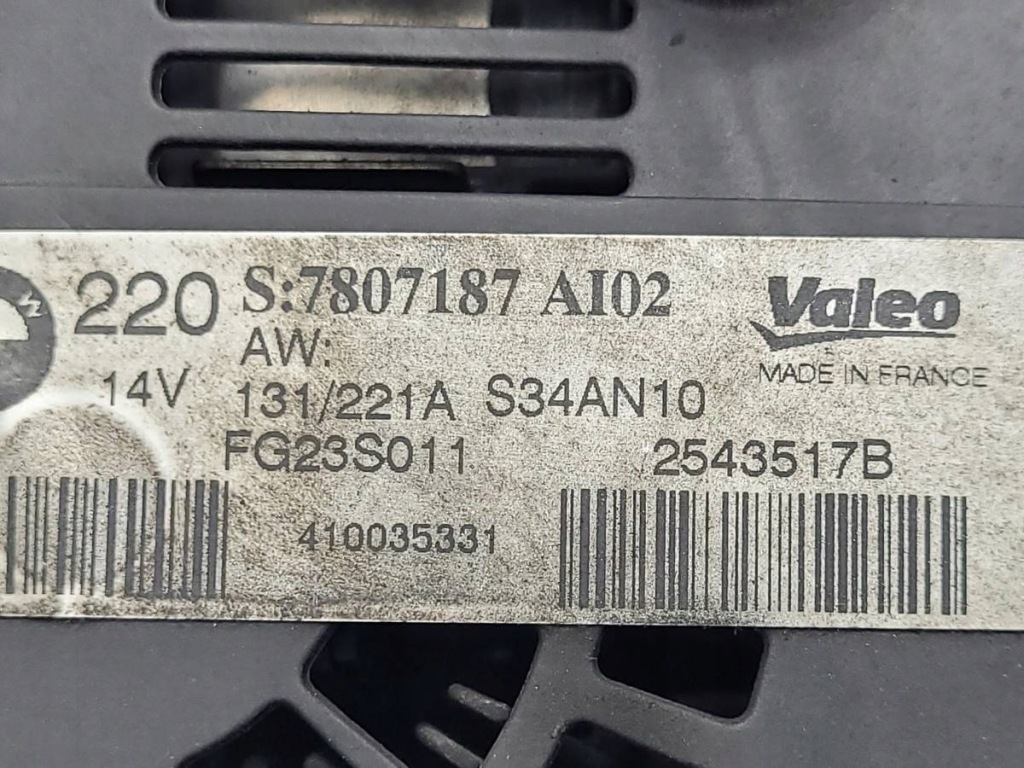 220 S:7807187 AI02
Valeo
AW:
14V 131/221A S34AN10
MADE IN FRANCE
FG23S011 2543517B
410035331